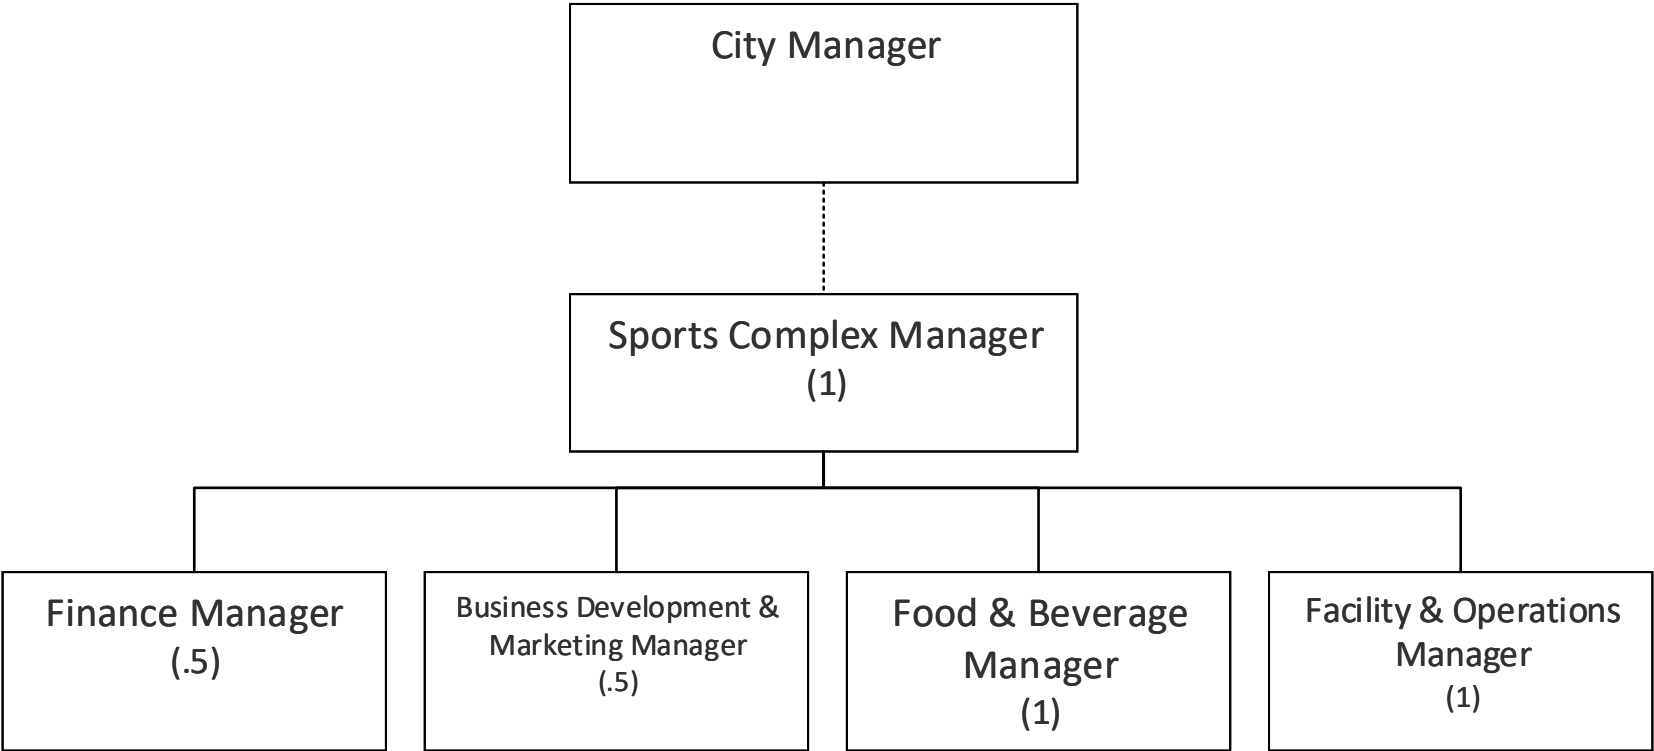 City Manager
Sports Complex Manager
(1)
Finance Manager
(.5)
Business Development &
Marketing Manager
(.5)
Food & Beverage
Manager
(1)
Facility & Operations
Manager
(1)